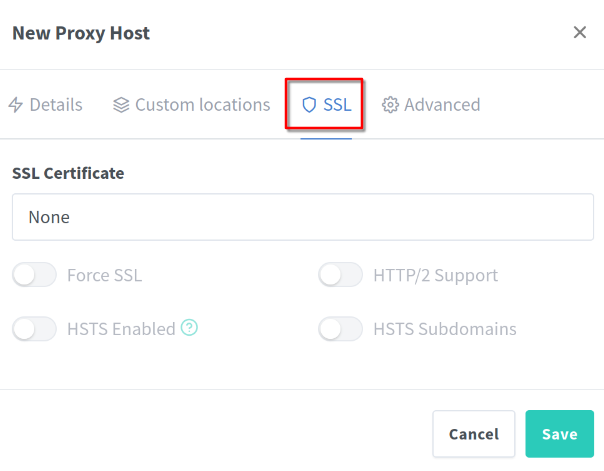 New Proxy Host
Details Custom locations SSL Advanced
SSL Certificate
None
Force SSL HTTP/2 Support
HSTS Enabled ? HSTS Subdomains
Cancel Save